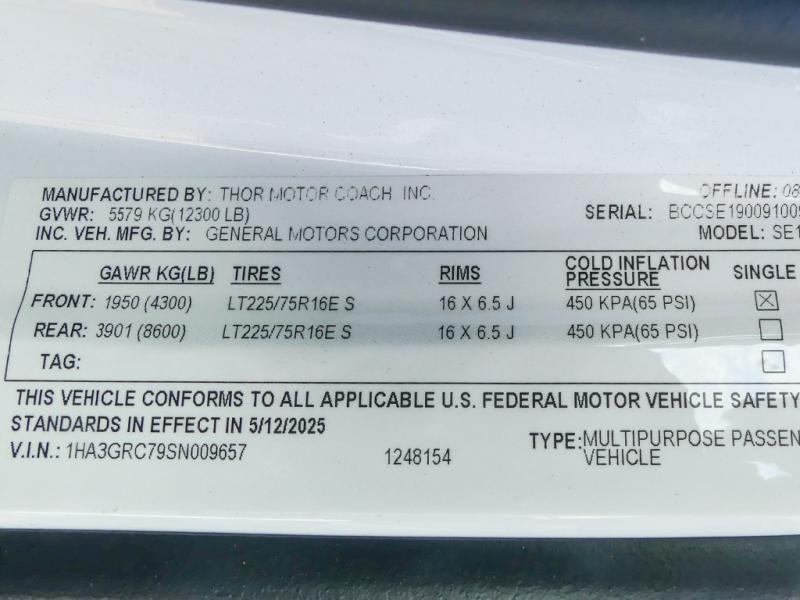 MANUFACTURED BY: THOR MOTOR COACH, INC. OFFLINE: 08
GVWR: 5579 KG(12300 LB) SERIAL: BCCSE19009100
INC. VEH. MFG. BY: GENERAL MOTORS CORPORATION MODEL: SE1
GAWR KG(LB) TIRES RIMS COLD INFLATION PRESSURE SINGLE
FRONT: 1950 (4300) LT225/75R16E S 16 X 6.5 J 450 KPA(65 PSI)
REAR: 3901 (8600) LT225/75R16E S 16 X 6.5 J 450 KPA(65 PSI)
TAG:
THIS VEHICLE CONFORMS TO ALL APPLICABLE U.S. FEDERAL MOTOR VEHICLE SAFETY
STANDARDS IN EFFECT IN 5/12/2025
V.I.N.: 1HA3GRC79SN009657 1248154 TYPE: MULTIPURPOSE PASSEN
VEHICLE